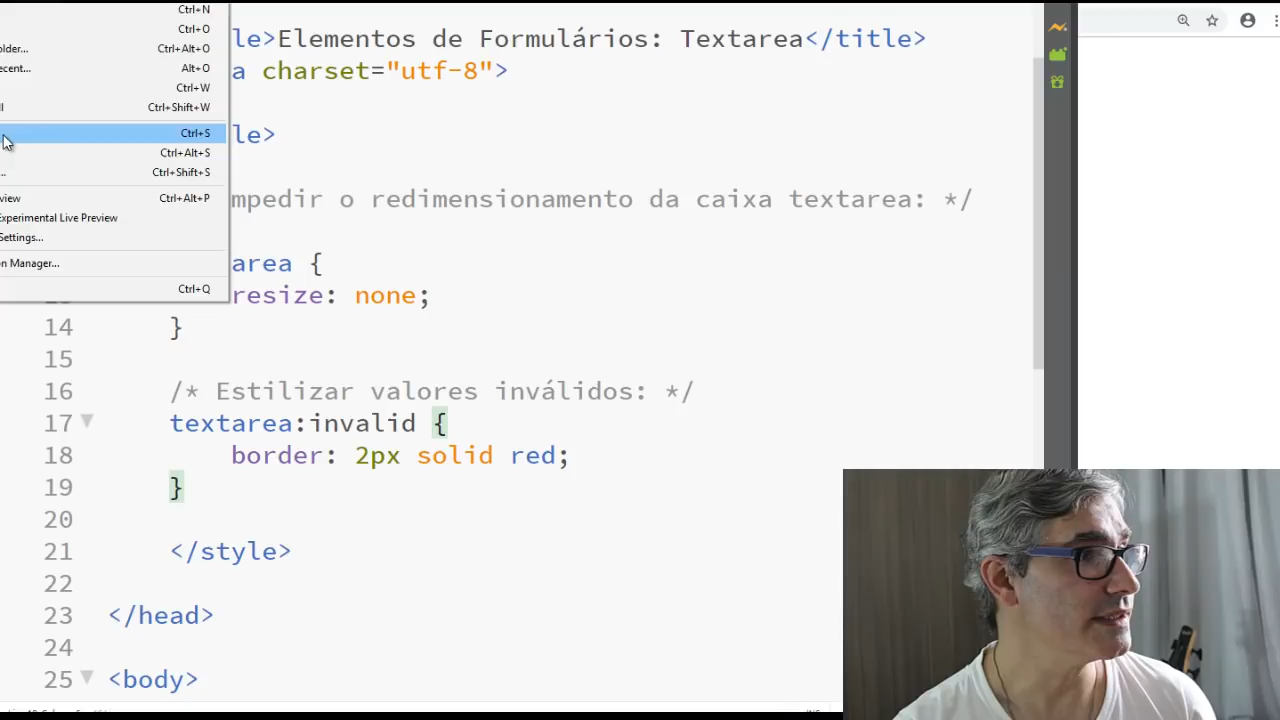 Ctrl+N
Ctrl+O
older... Ctrl+Alt+O
ecent... Alt+O
Ctrl+W
ll Ctrl+Shift+W
Ctrl+S
Ctrl+Alt+S
... Ctrl+Shift+S
view Ctrl+Alt+P
Experimental Live Preview
Settings...
on Manager...
Ctrl+Q
le>Elementos de Formulários: Textarea</title>
a charset="utf-8">
le>
mpedir o redimensionamento da caixa textarea: */
area {
resize: none;
14 }
15
16 /* Estilizar valores inválidos: */
17 textarea:invalid {
18 border: 2px solid red;
19 }
20
21 </style>
22
23 </head>
24
25 <body>